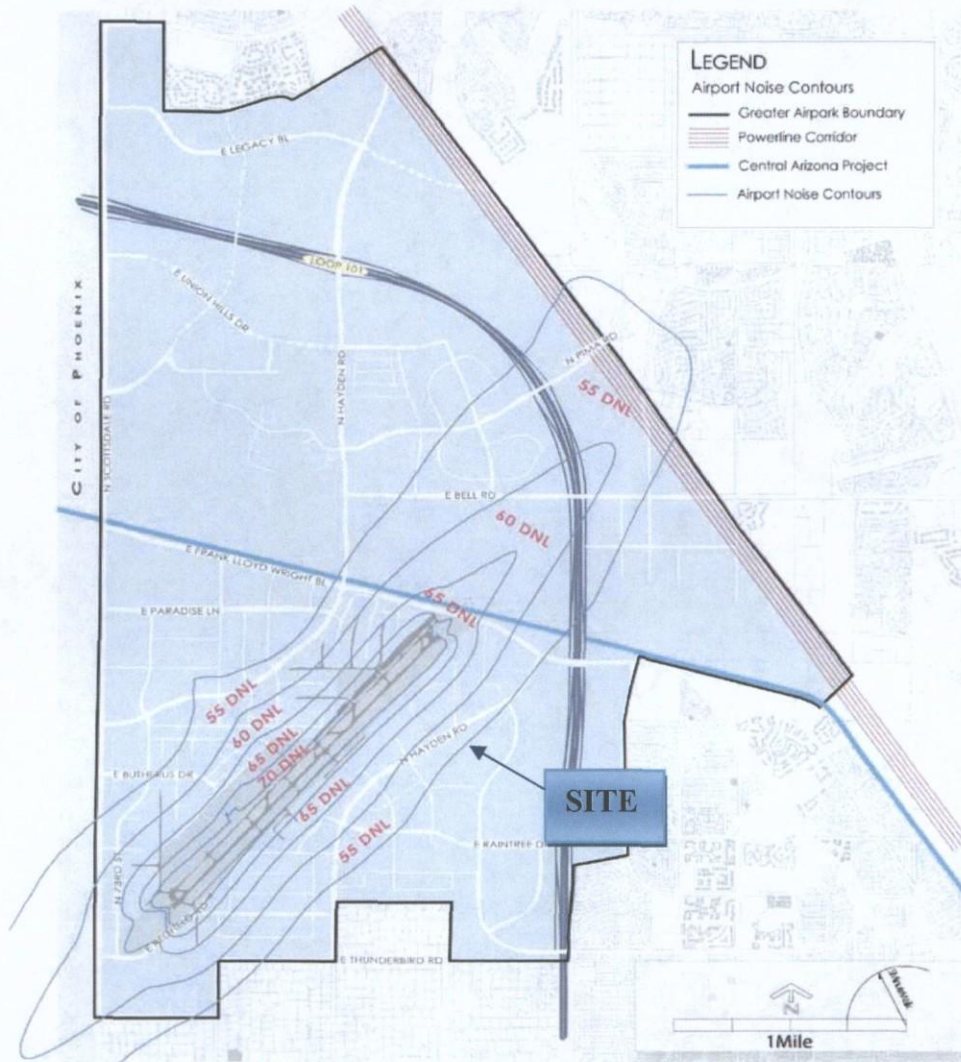 LEGEND
Airport Noise Contours
Greater Airpark Boundary
Powerline Corridor
Central Arizona Project
Airport Noise Contours
E LEGACY BL
LOOP 101
E UNION HILLS DR
CITY OF PHOENIX
N SCOTTSDALE RD
N HAYDEN RD
N PIMA RD
55 DNL
E BELL RD
60 DNL
E FRANK LLOYD WRIGHT BL
E PARADISE LN
65 DNL
55 DNL
60 DNL
65 DNL
70 DNL
N HAYDEN RD
E BUTHERUS DR
65 DNL
SITE
55 DNL
E RAINTREE D
N 73RD ST
E THUNDERBIRD RD
N
1Mile